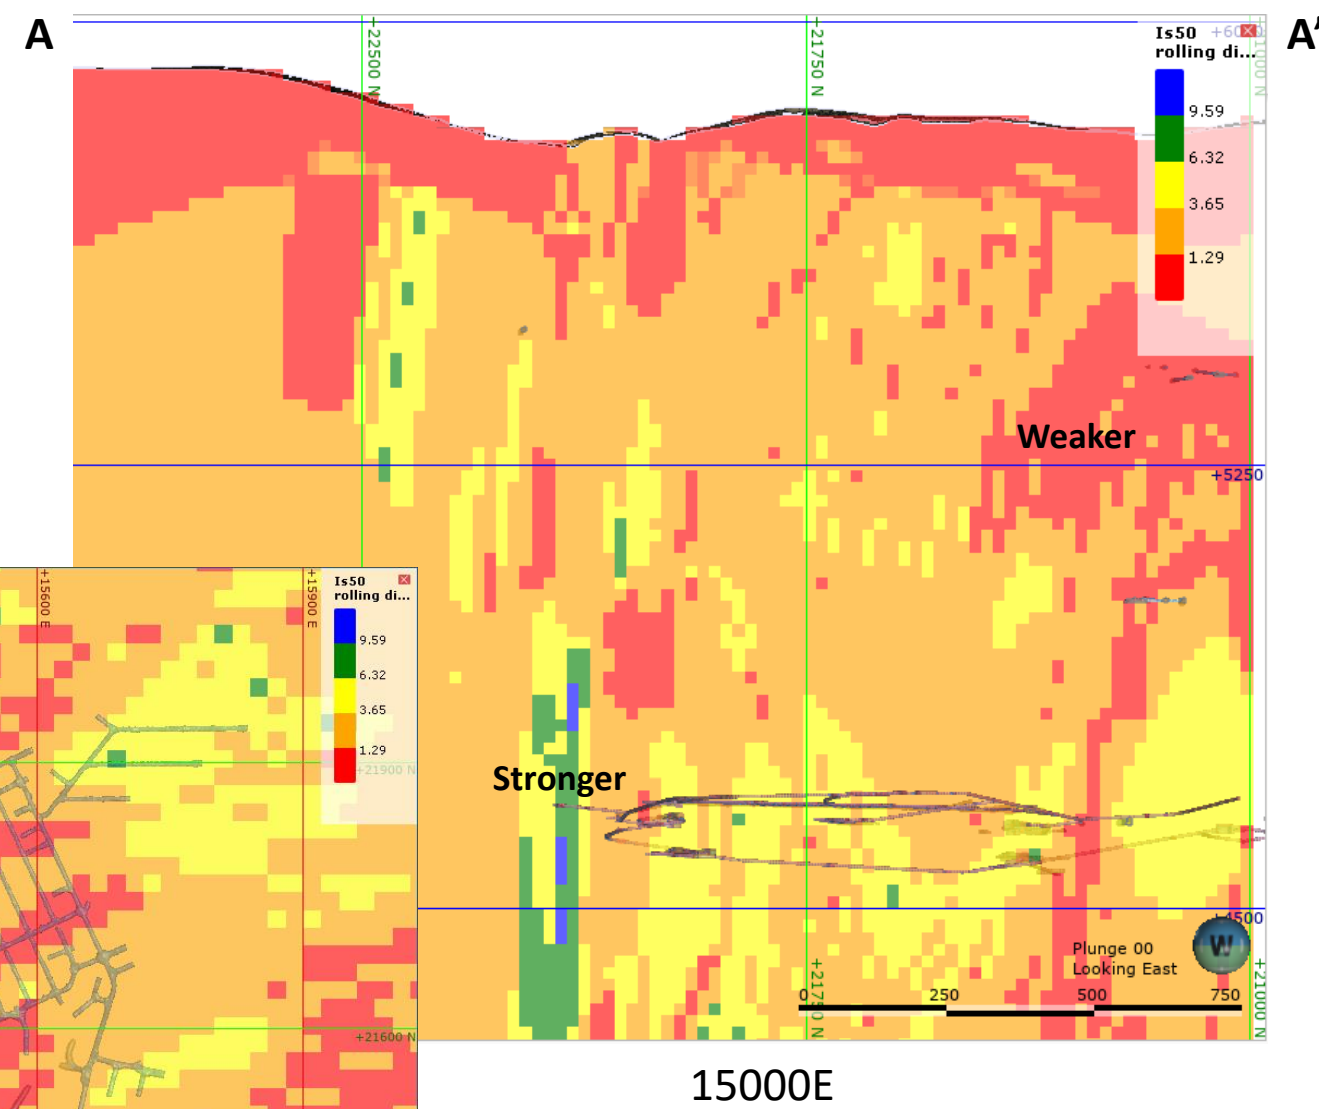 A
A'
+22500 N
+21750 N
Is50
rolling di...
9.59
6.32
3.65
1.29
Weaker
+5250
+15600 E
+15900 E
Is50
rolling di...
9.59
6.32
3.65
1.29
+21900 N
+21600 N
Stronger
+4500
W
Plunge 00
Looking East
0
250
500
750
+21750 N
+21000 N
15000E